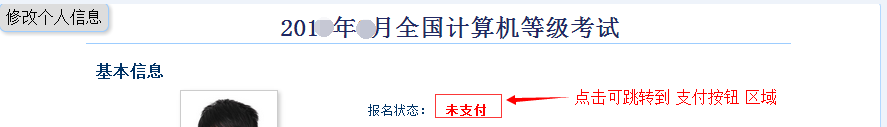 修改个人信息
201 年 月全国计算机等级考试
基本信息
报名状态： 未支付 点击可跳转到 支付按钮 区域